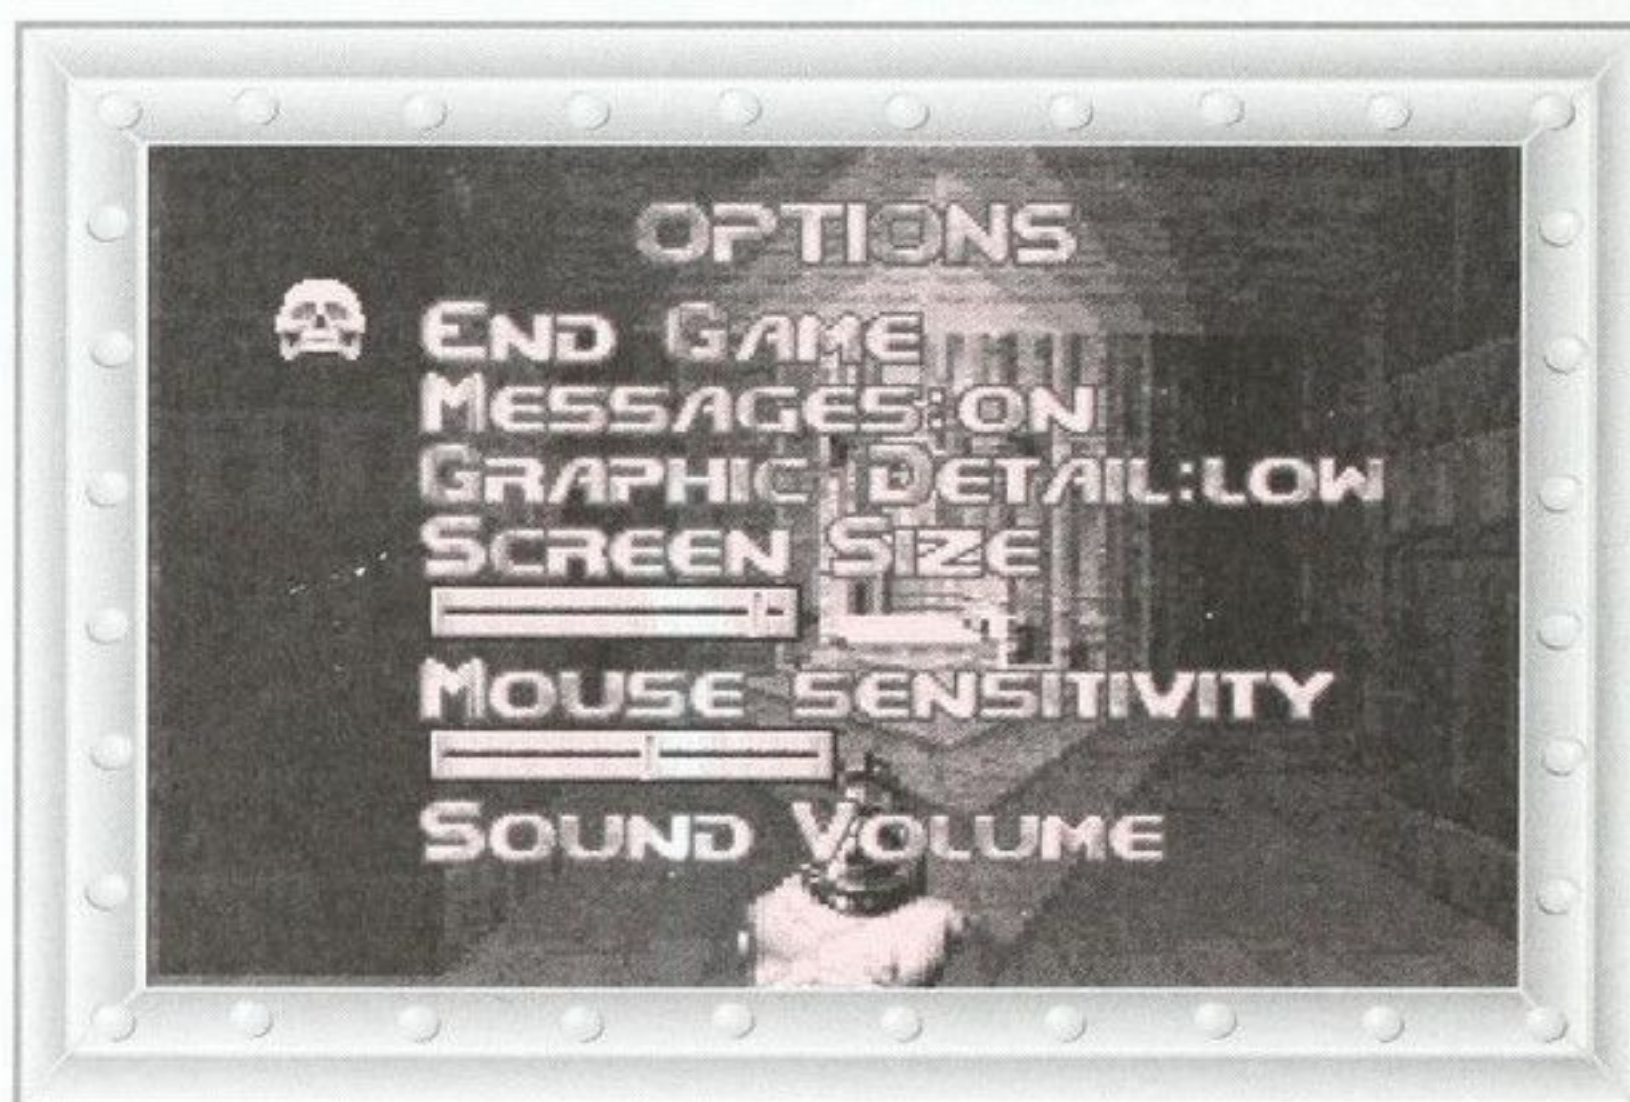 OPTIONS
END GAME
MESSAGES:ON
GRAPHIC DETAIL:LOW
SCREEN SIZE
MOUSE SENSITIVITY
SOUND VOLUME